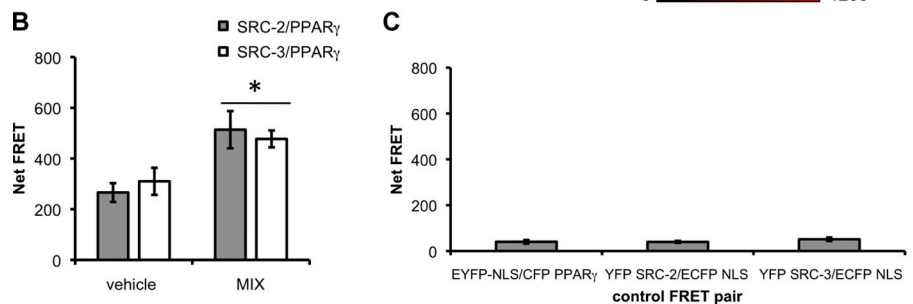 B
SRC-2/PPARγ
SRC-3/PPARγ
Net FRET
800
600
400
200
0
*
vehicle
MIX
C
Net FRET
800
600
400
200
0
EYFP-NLS/CFP PPARγ
YFP SRC-2/ECFP NLS
YFP SRC-3/ECFP NLS
control FRET pair